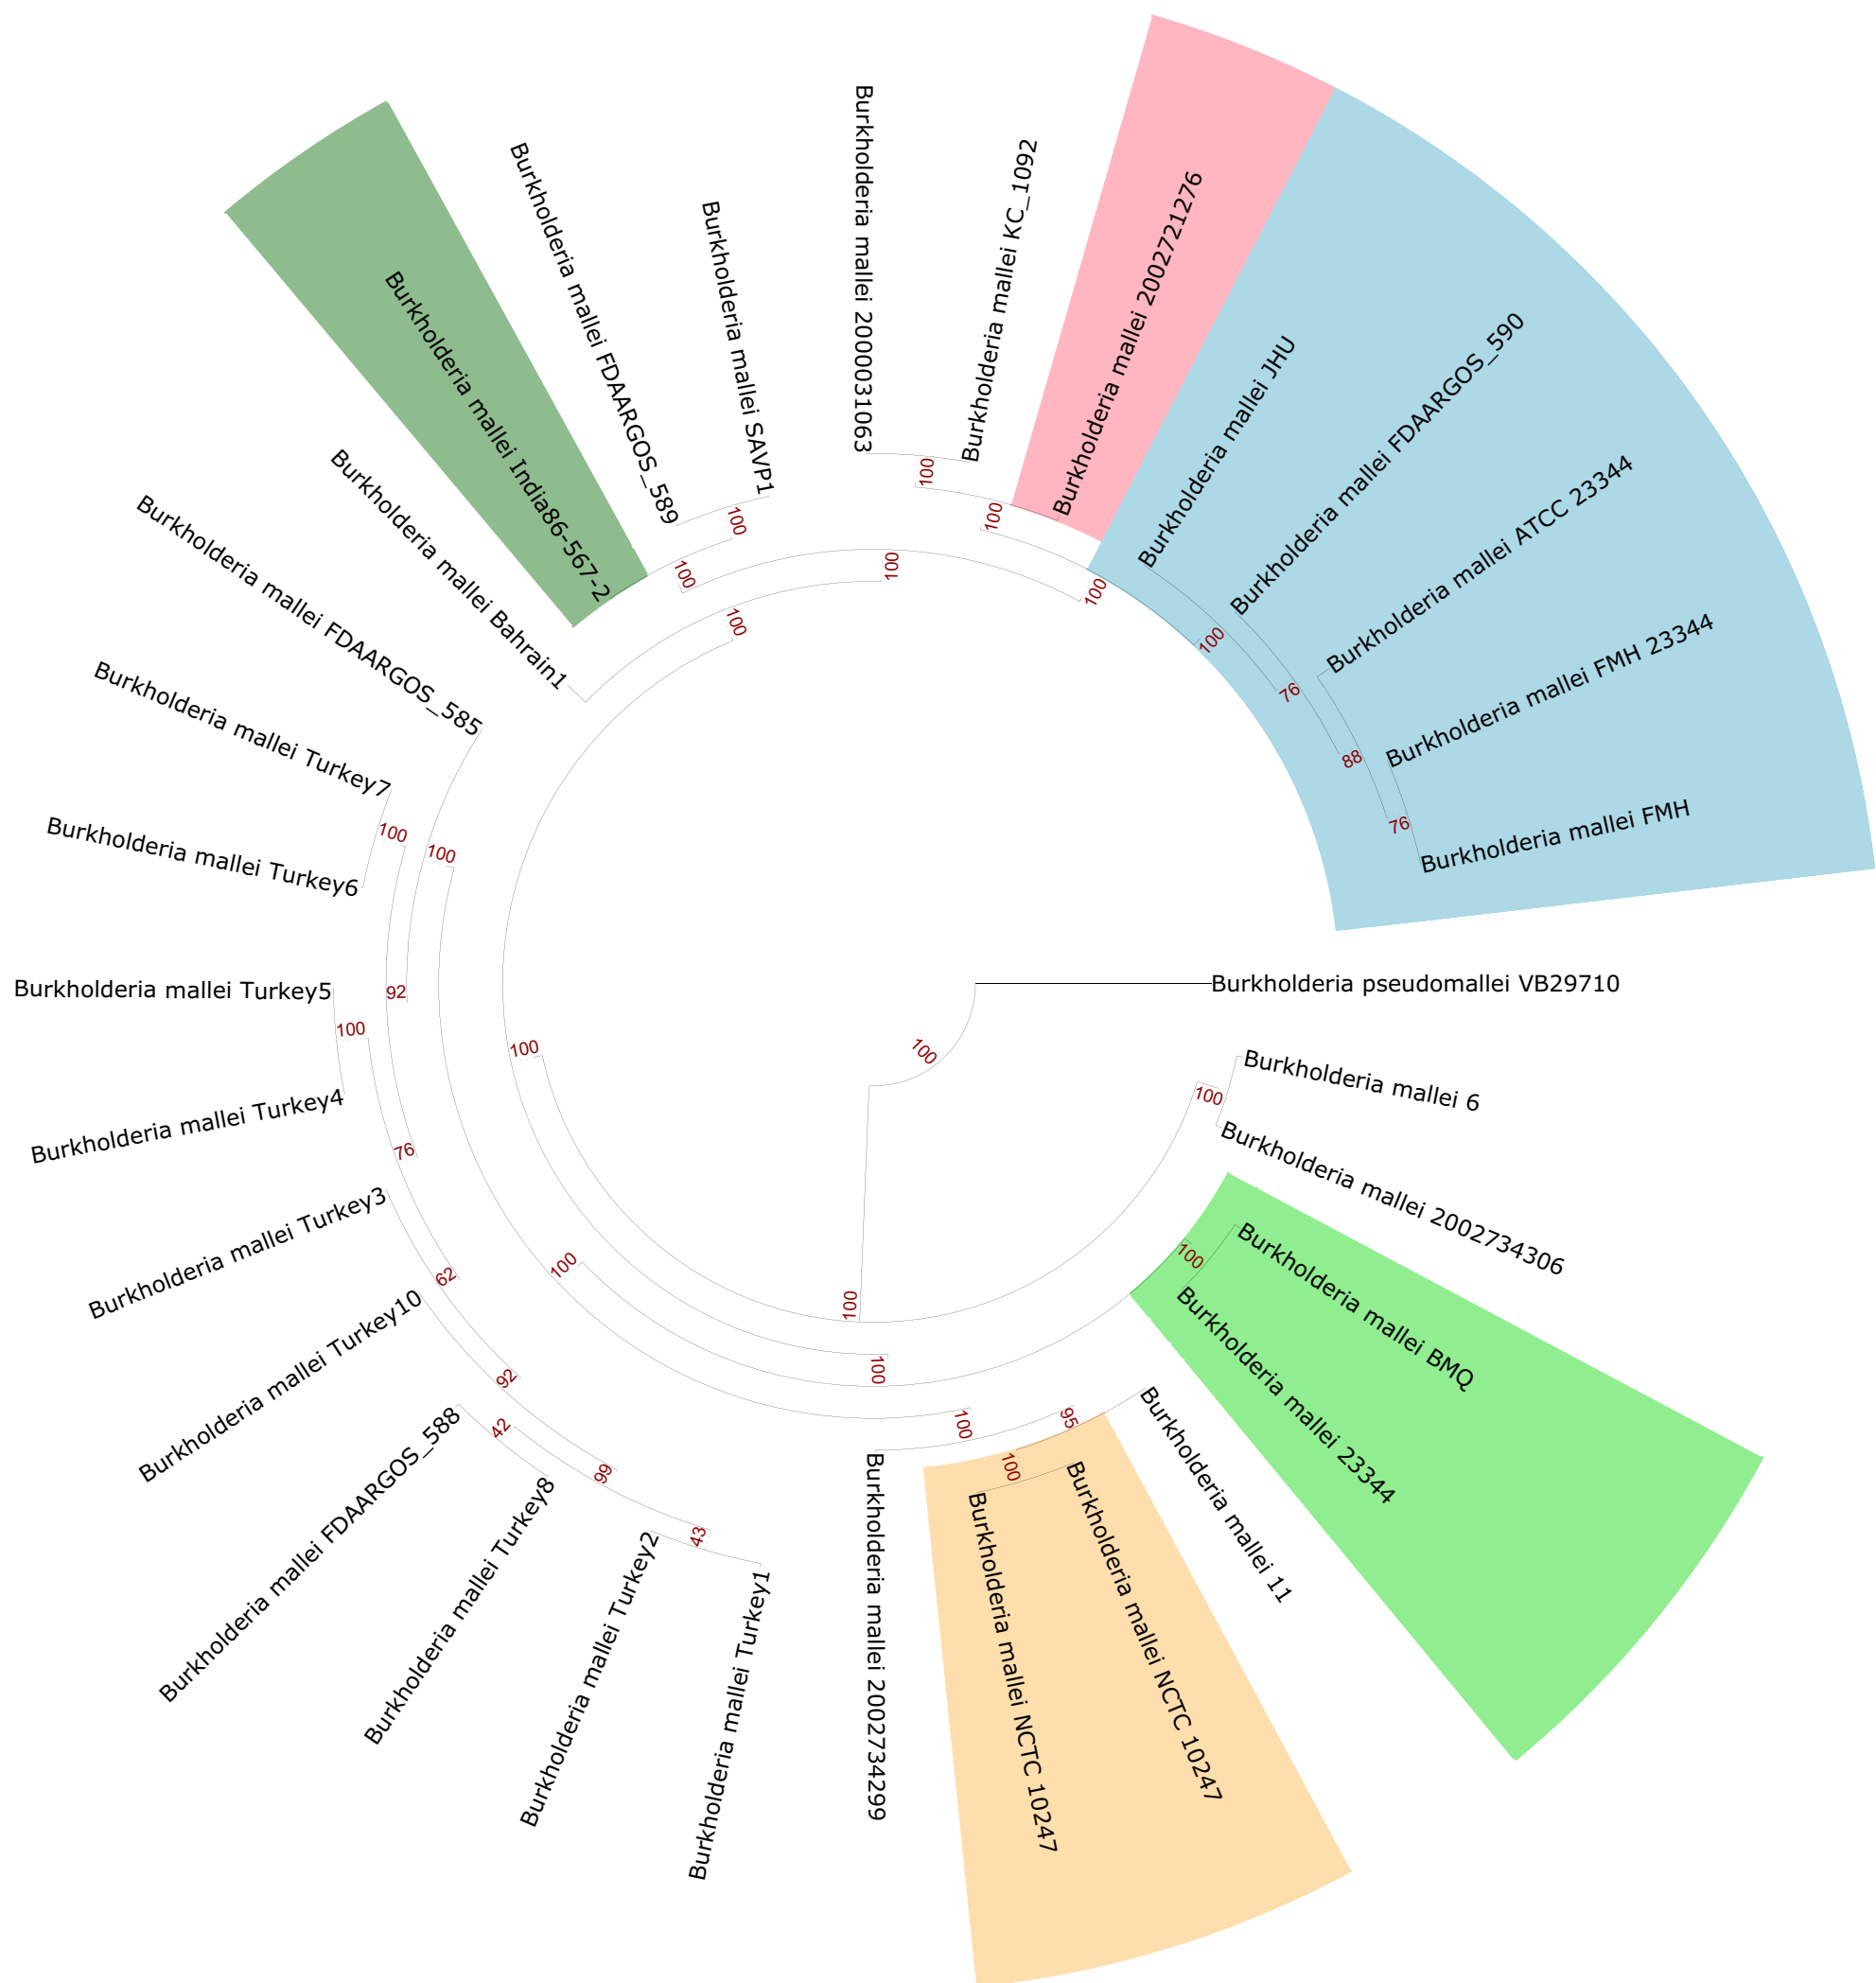 Burkholderia mallei 2000031063
Burkholderia mallei KC_1092
Burkholderia mallei 2002721276
Burkholderia mallei JHU
Burkholderia mallei FDAARGOS_590
Burkholderia mallei ATCC 23344
Burkholderia mallei FMH 23344
Burkholderia mallei FMH
Burkholderia pseudomallei VB29710
Burkholderia mallei 6
Burkholderia mallei 2002734306
Burkholderia mallei BMQ
Burkholderia mallei 23344
Burkholderia mallei 11
Burkholderia mallei NCTC 10247
Burkholderia mallei NCTC 10247
Burkholderia mallei 2002734299
Burkholderia mallei Turkey1
Burkholderia mallei Turkey2
Burkholderia mallei Turkey8
Burkholderia mallei FDAARGOS_588
Burkholderia mallei Turkey10
Burkholderia mallei Turkey3
Burkholderia mallei Turkey4
Burkholderia mallei Turkey5
Burkholderia mallei Turkey6
Burkholderia mallei Turkey7
Burkholderia mallei FDAARGOS_585
Burkholderia mallei Bahrain1
Burkholderia mallei India86-567-2
Burkholderia mallei FDAARGOS_589
Burkholderia mallei SAVP1
100
100
100
100
100
100
100
100
100
76
88
76
100
100
92
100
76
62
92
42
99
43
100
100
100
100
100
95
100
100
100
100